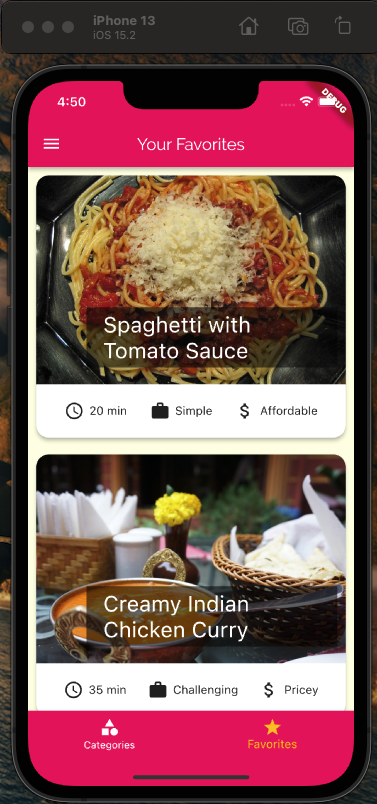 iPhone 13
iOS 15.2
4:50
DEBUG
Your Favorites
Spaghetti with
Tomato Sauce
20 min Simple $ Affordable
Creamy Indian
Chicken Curry
35 min Challenging $ Pricey
Categories Favorites